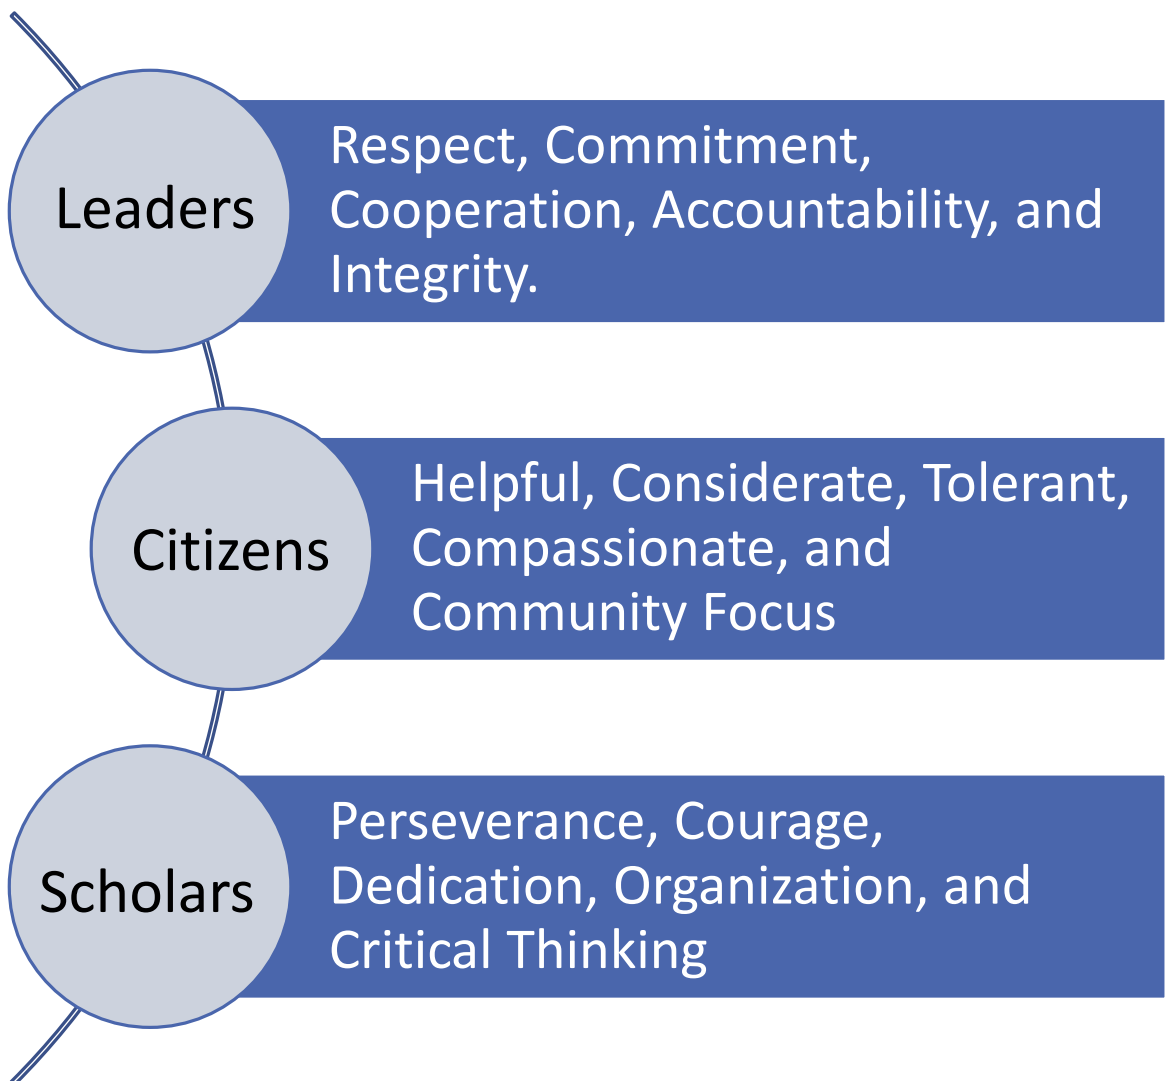 Leaders
Respect, Commitment,
Cooperation, Accountability, and
Integrity.
Citizens
Helpful, Considerate, Tolerant,
Compassionate, and
Community Focus
Scholars
Perseverance, Courage,
Dedication, Organization, and
Critical Thinking